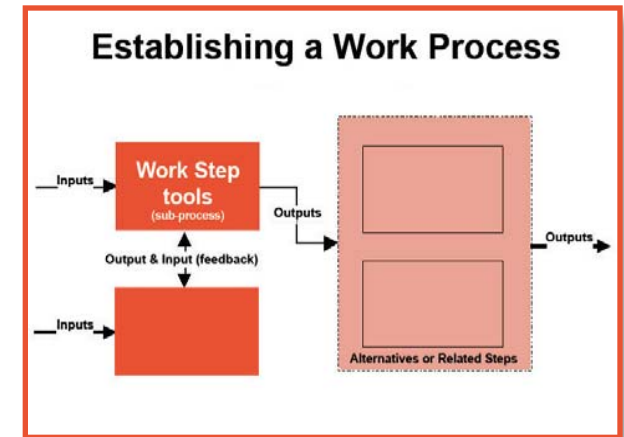 Establishing a Work Process
Inputs
Work Step
tools
(sub-process)
Outputs
Output & Input (feedback)
Inputs
Outputs
Alternatives or Related Steps